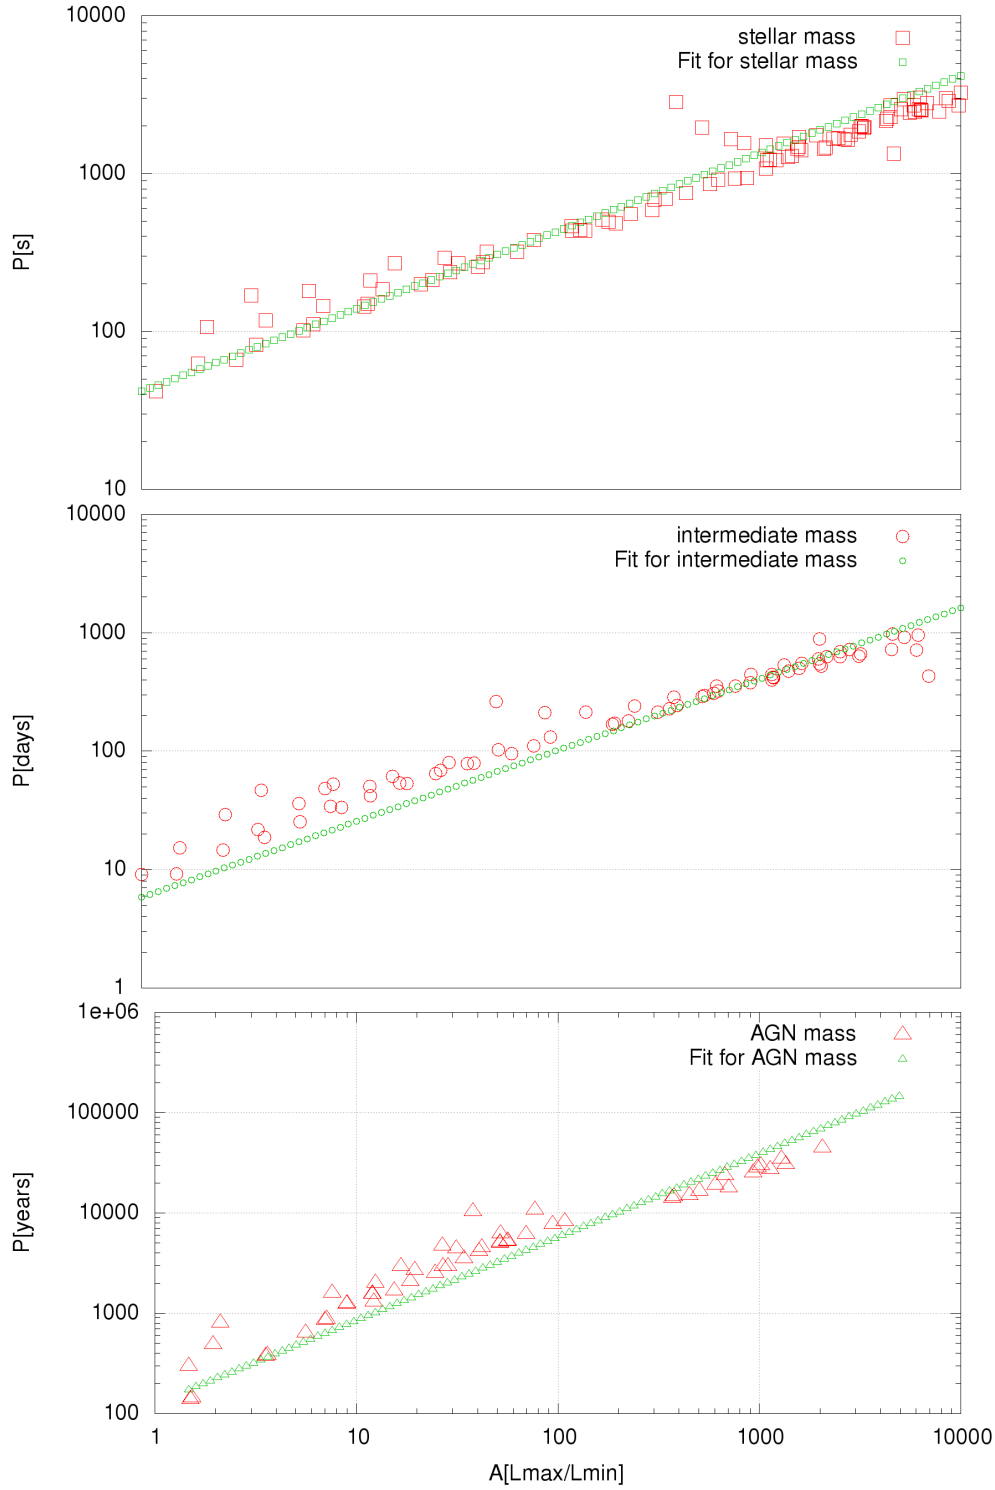 10000
stellar mass
Fit for stellar mass
1000
P[s]
100
10
10000
intermediate mass
Fit for intermediate mass
1000
P[days]
100
10
1
1e+06
AGN mass
Fit for AGN mass
100000
P[years]
10000
1000
100
1 10 100 1000 10000
A[Lmax/Lmin]